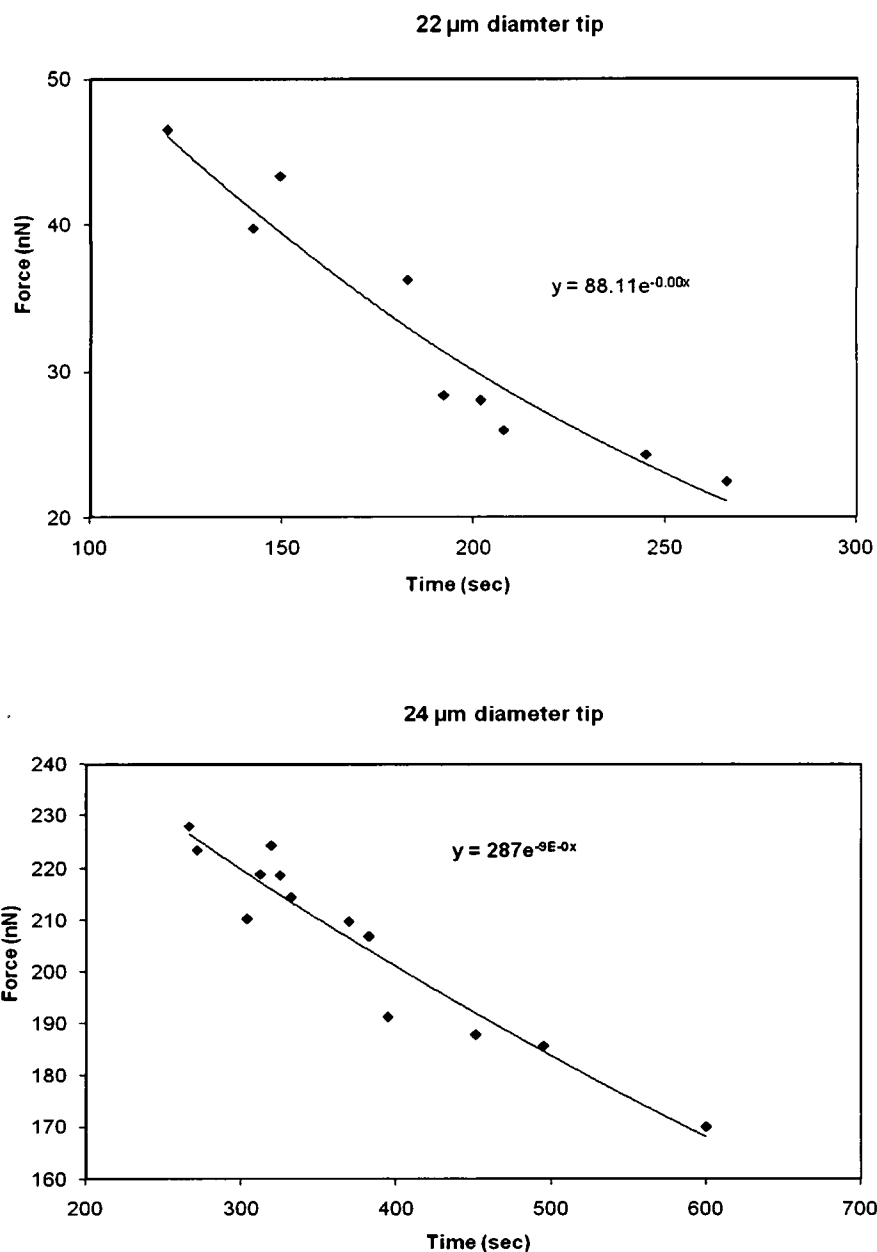 22 µm diamter tip
50
40
30
20
Force (nN)
y = 88.11e-0.00x
100 150 200 250 300
Time (sec)
24 µm diameter tip
240
230
220
210
200
190
180
170
160
Force (nN)
y = 287e-9E-0x
200 300 400 500 600 700
Time (sec)